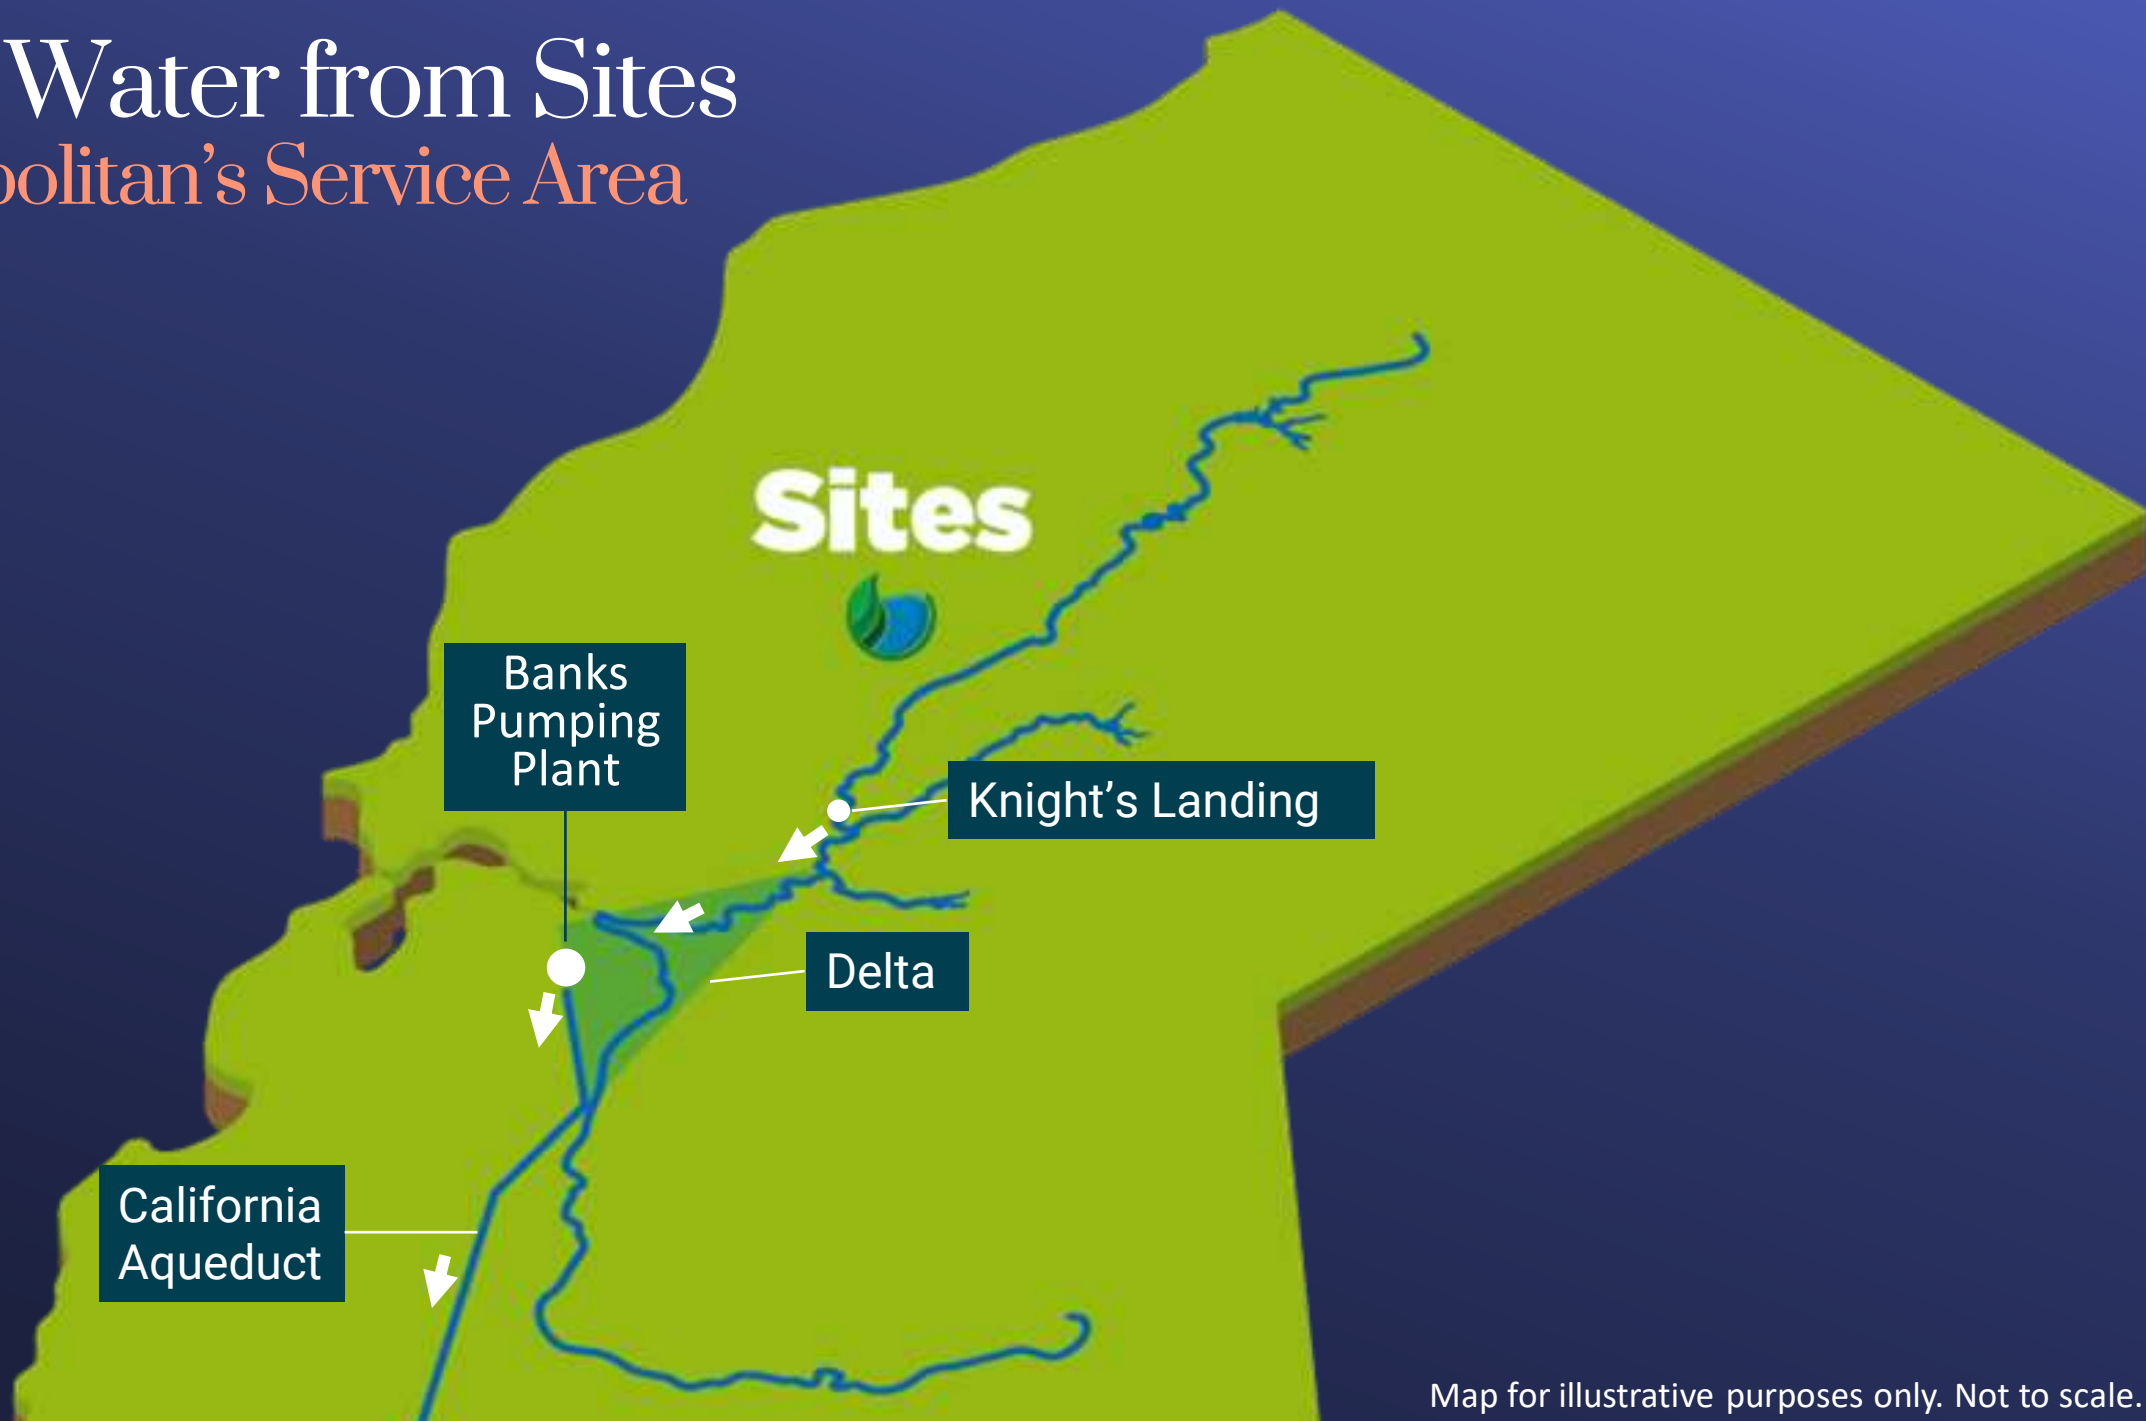 Water from Sites
politan’s Service Area
Sites
Banks
Pumping
Plant
Knight’s Landing
Delta
California
Aqueduct
Map for illustrative purposes only. Not to scale.